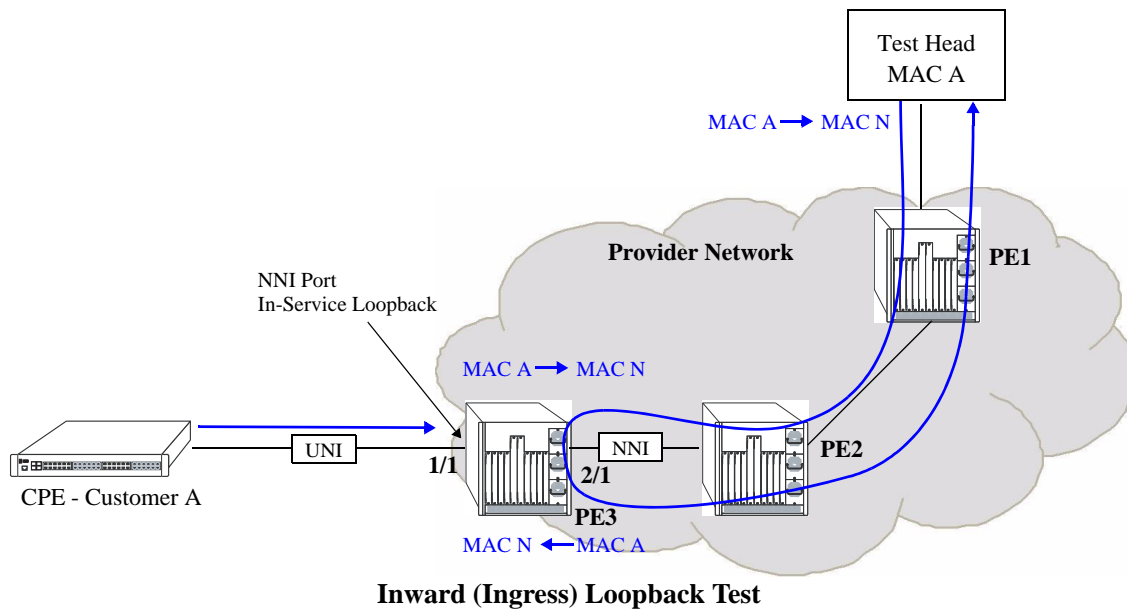 Test Head
MAC A
MAC A → MAC N
Provider Network
PE1
NNI Port
In-Service Loopback
MAC A → MAC N
UNI
1/1
NNI
2/1
PE2
CPE - Customer A
PE3
MAC N ← MAC A
Inward (Ingress) Loopback Test